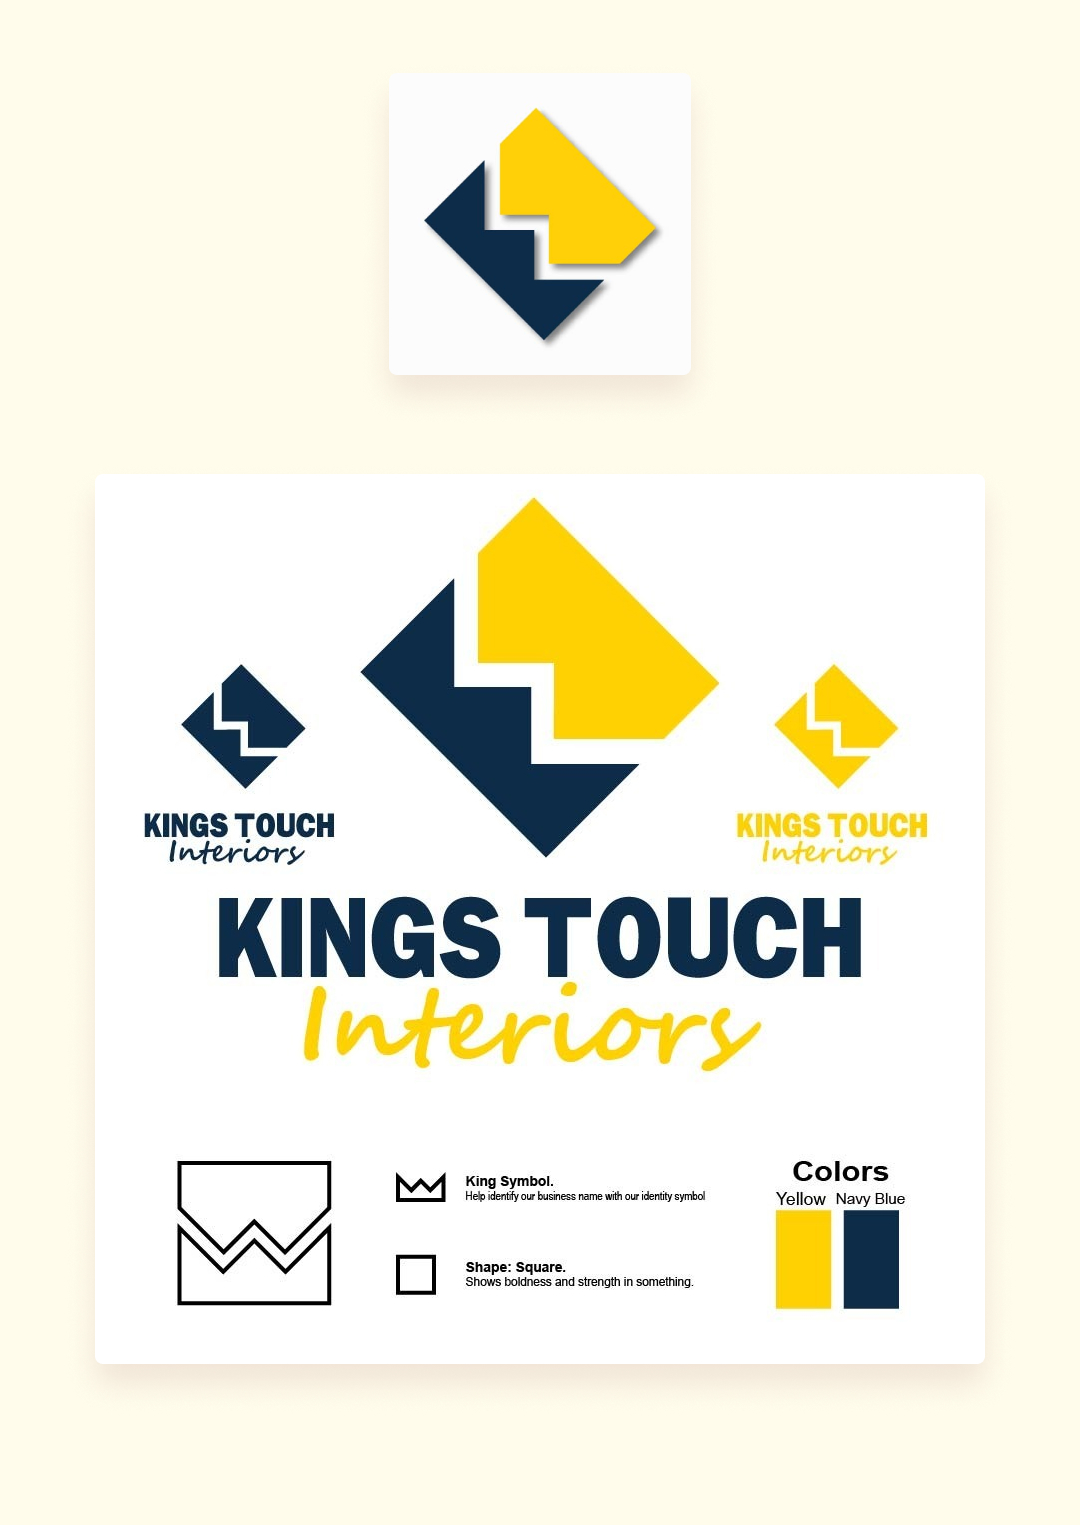 KINGS TOUCH
Interiors
KINGS TOUCH
Interiors
KINGS TOUCH
Interiors
King Symbol.
Help identify our business name with our identity symbol
Shape: Square.
Shows boldness and strength in something.
Colors
Yellow Navy Blue